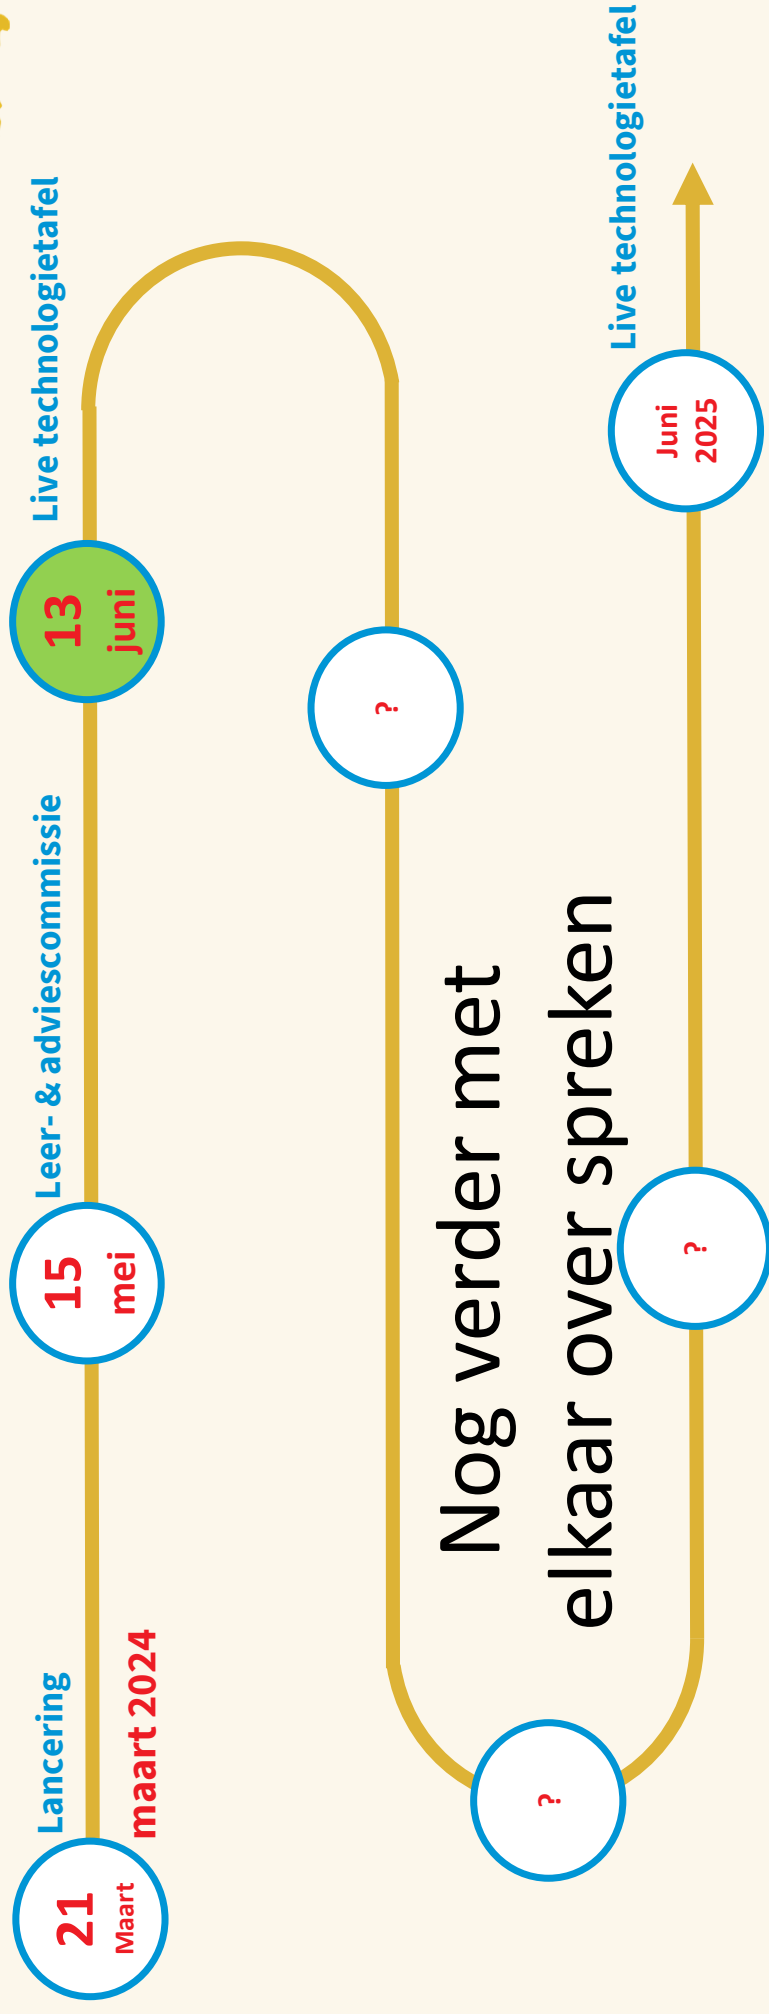 Lancering
21
Maart
maart 2024
Leer- & adviescommissie
15
mei
Live technologietafel
13
juni
?
Nog verder met
elkaar over spreken
?
?
Live technologietafel
Juni
2025